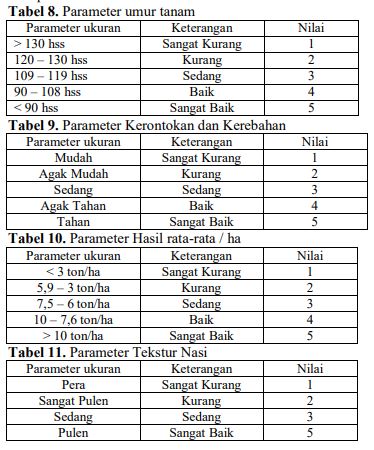 Tabel 8. Parameter umur tanam
Parameter ukuran Keterangan Nilai
> 130 hss Sangat Kurang 1
120 – 130 hss Kurang 2
109 – 119 hss Sedang 3
90 – 108 hss Baik 4
< 90 hss Sangat Baik 5
Tabel 9. Parameter Kerontokan dan Kerebahan
Parameter ukuran Keterangan Nilai
Mudah Sangat Kurang 1
Agak Mudah Kurang 2
Sedang Sedang 3
Agak Tahan Baik 4
Tahan Sangat Baik 5
Tabel 10. Parameter Hasil rata-rata / ha
Parameter ukuran Keterangan Nilai
< 3 ton/ha Sangat Kurang 1
5,9 – 3 ton/ha Kurang 2
7,5 – 6 ton/ha Sedang 3
10 – 7,6 ton/ha Baik 4
> 10 ton/ha Sangat Baik 5
Tabel 11. Parameter Tekstur Nasi
Parameter ukuran Keterangan Nilai
Pera Sangat Kurang 1
Sangat Pulen Kurang 2
Sedang Sedang 3
Pulen Sangat Baik 5